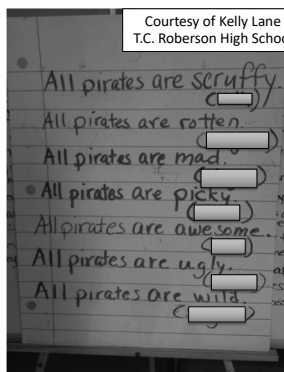 Courtesy of Kelly Lane
T.C. Roberson High Schoo
All pirates are scruffy.
All pirates are rotten.
All pirates are mad.
All pirates are picky.
All pirates are awesome.
All pirates are ugly.
All pirates are wild.